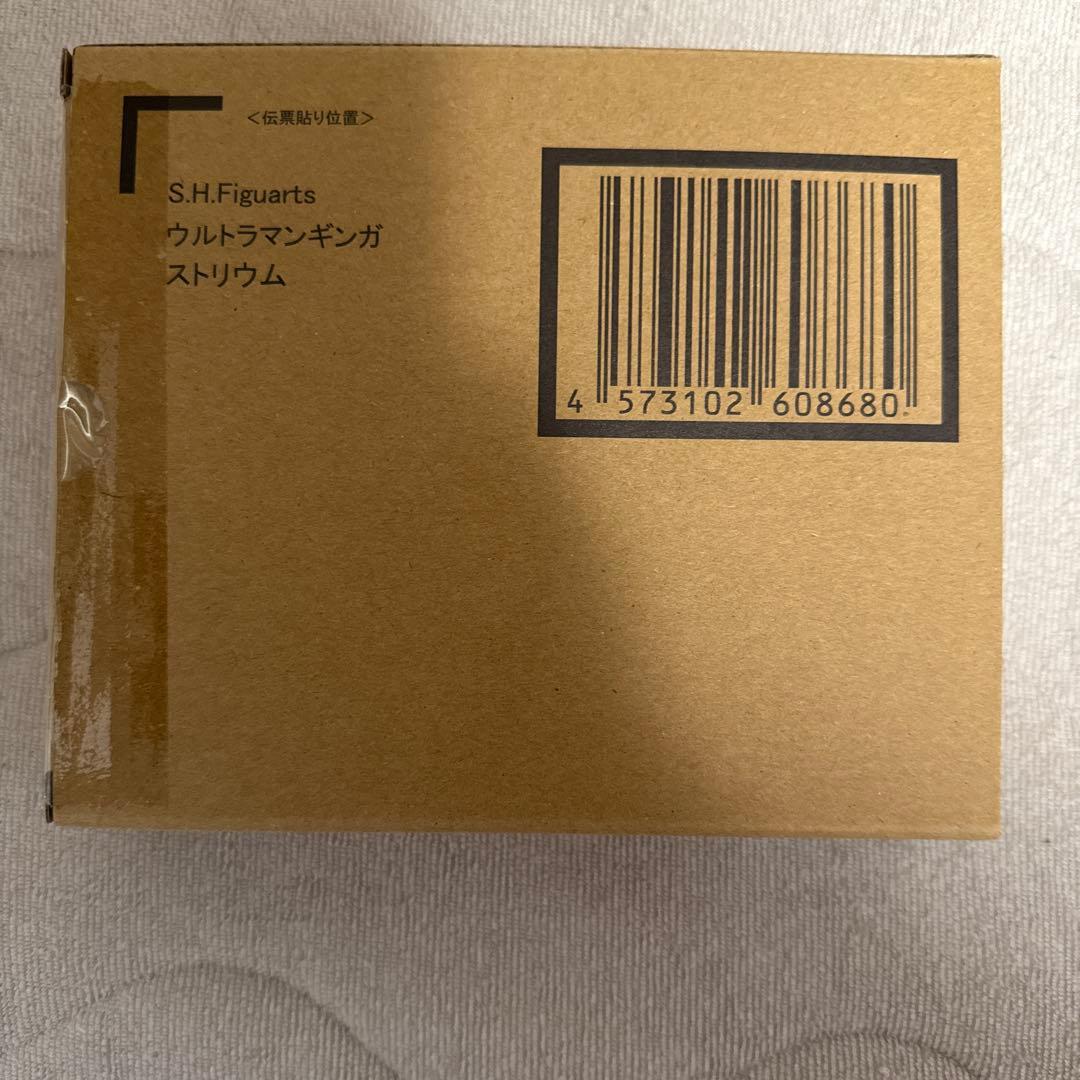 <伝票貼り位置>
S.H.Figuarts
ウルトラマンギンガ
ストリウム
4 573102 608680